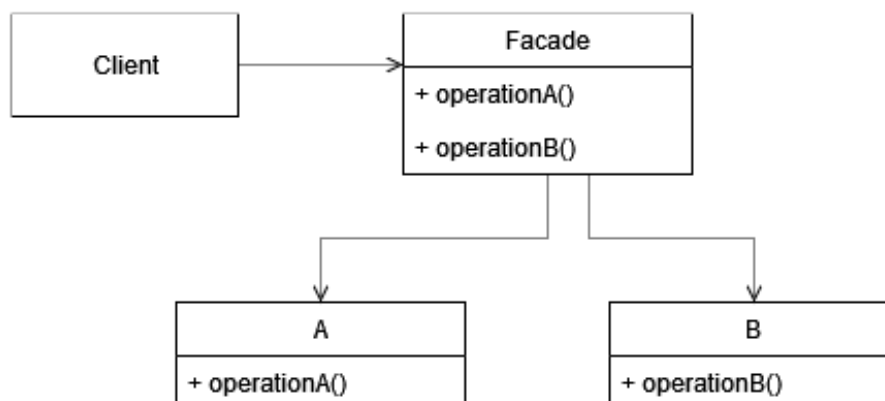 Client
Facade
+ operationA()
+ operationB()
A
+ operationA()
B
+ operationB()